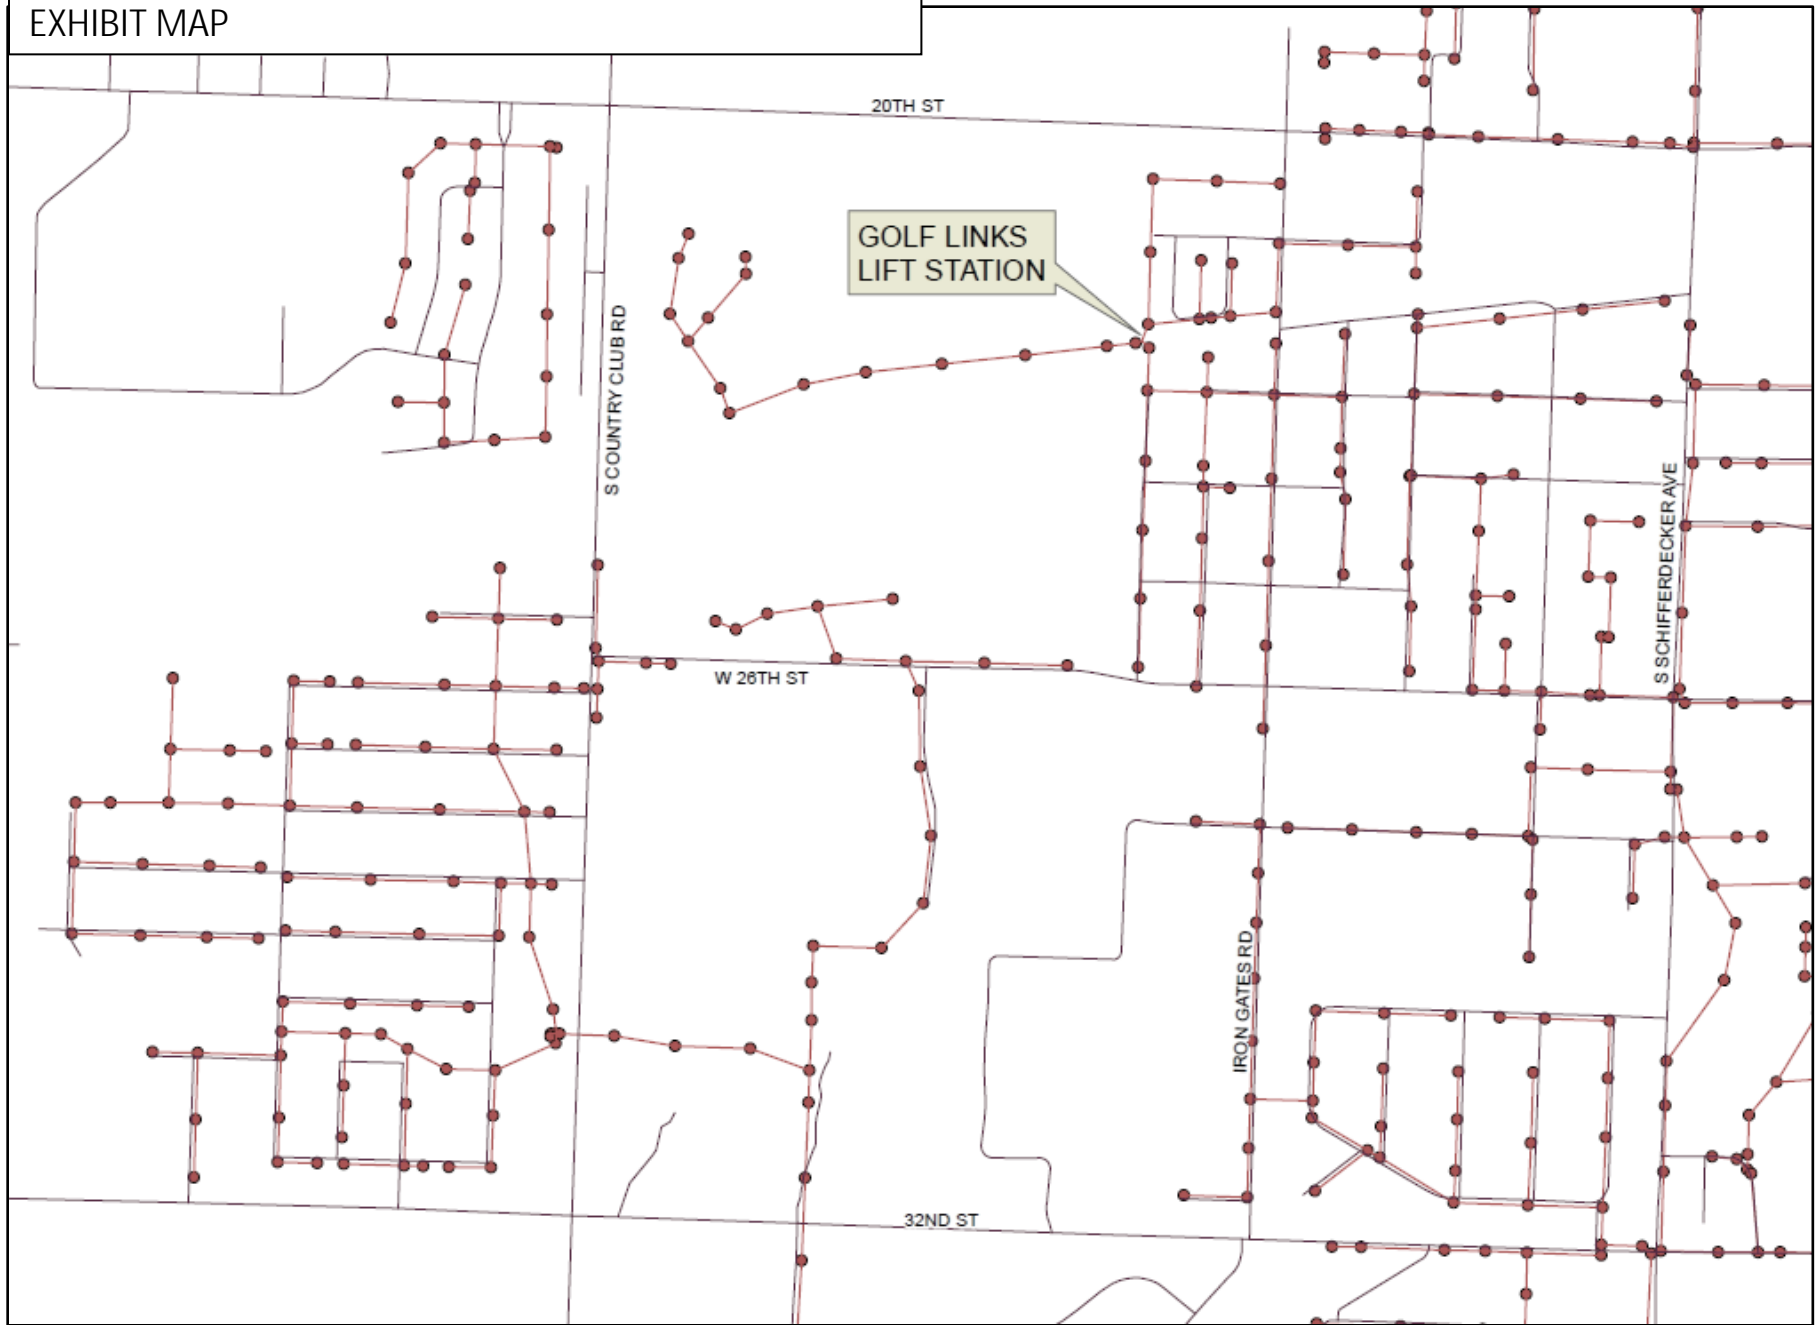 EXHIBIT MAP
20TH ST
GOLF LINKS
LIFT STATION
S COUNTRY CLUB RD
S SCHIFFERDECKER AVE
W 26TH ST
IRON GATES RD
32ND ST